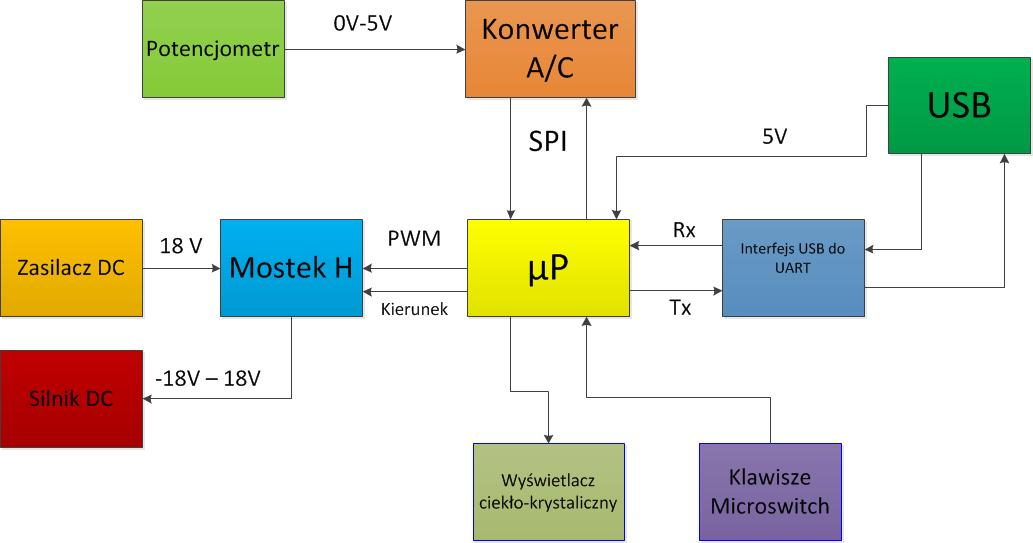 Potencjometr
0V-5V
Konwerter
A/C
USB
SPI
5V
Zasilacz DC
18 V
Mostek H
PWM
Kierunek
µP
Rx
Tx
Interfejs USB do
UART
Silnik DC
-18V – 18V
Wyświetlacz
ciekło-krystaliczny
Klawisze
Microswitch